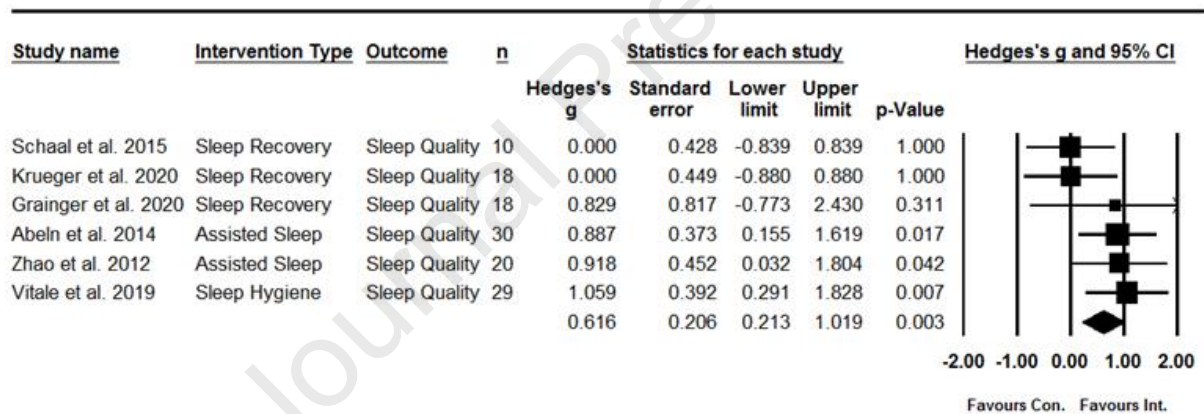 Study name Intervention Type Outcome n Statistics for each study Hedges's g and 95% CI
Hedges's g Standard error Lower limit Upper limit p-Value
Schaal et al. 2015 Sleep Recovery Sleep Quality 10 0.000 0.428 -0.839 0.839 1.000
Krueger et al. 2020 Sleep Recovery Sleep Quality 18 0.000 0.449 -0.880 0.880 1.000
Grainger et al. 2020 Sleep Recovery Sleep Quality 18 0.829 0.817 -0.773 2.430 0.311
Abeln et al. 2014 Assisted Sleep Sleep Quality 30 0.887 0.373 0.155 1.619 0.017
Zhao et al. 2012 Assisted Sleep Sleep Quality 20 0.918 0.452 0.032 1.804 0.042
Vitale et al. 2019 Sleep Hygiene Sleep Quality 29 1.059 0.392 0.291 1.828 0.007
0.616 0.206 0.213 1.019 0.003
-2.00 -1.00 0.00 1.00 2.00
Favours Con. Favours Int.
Journal Pre